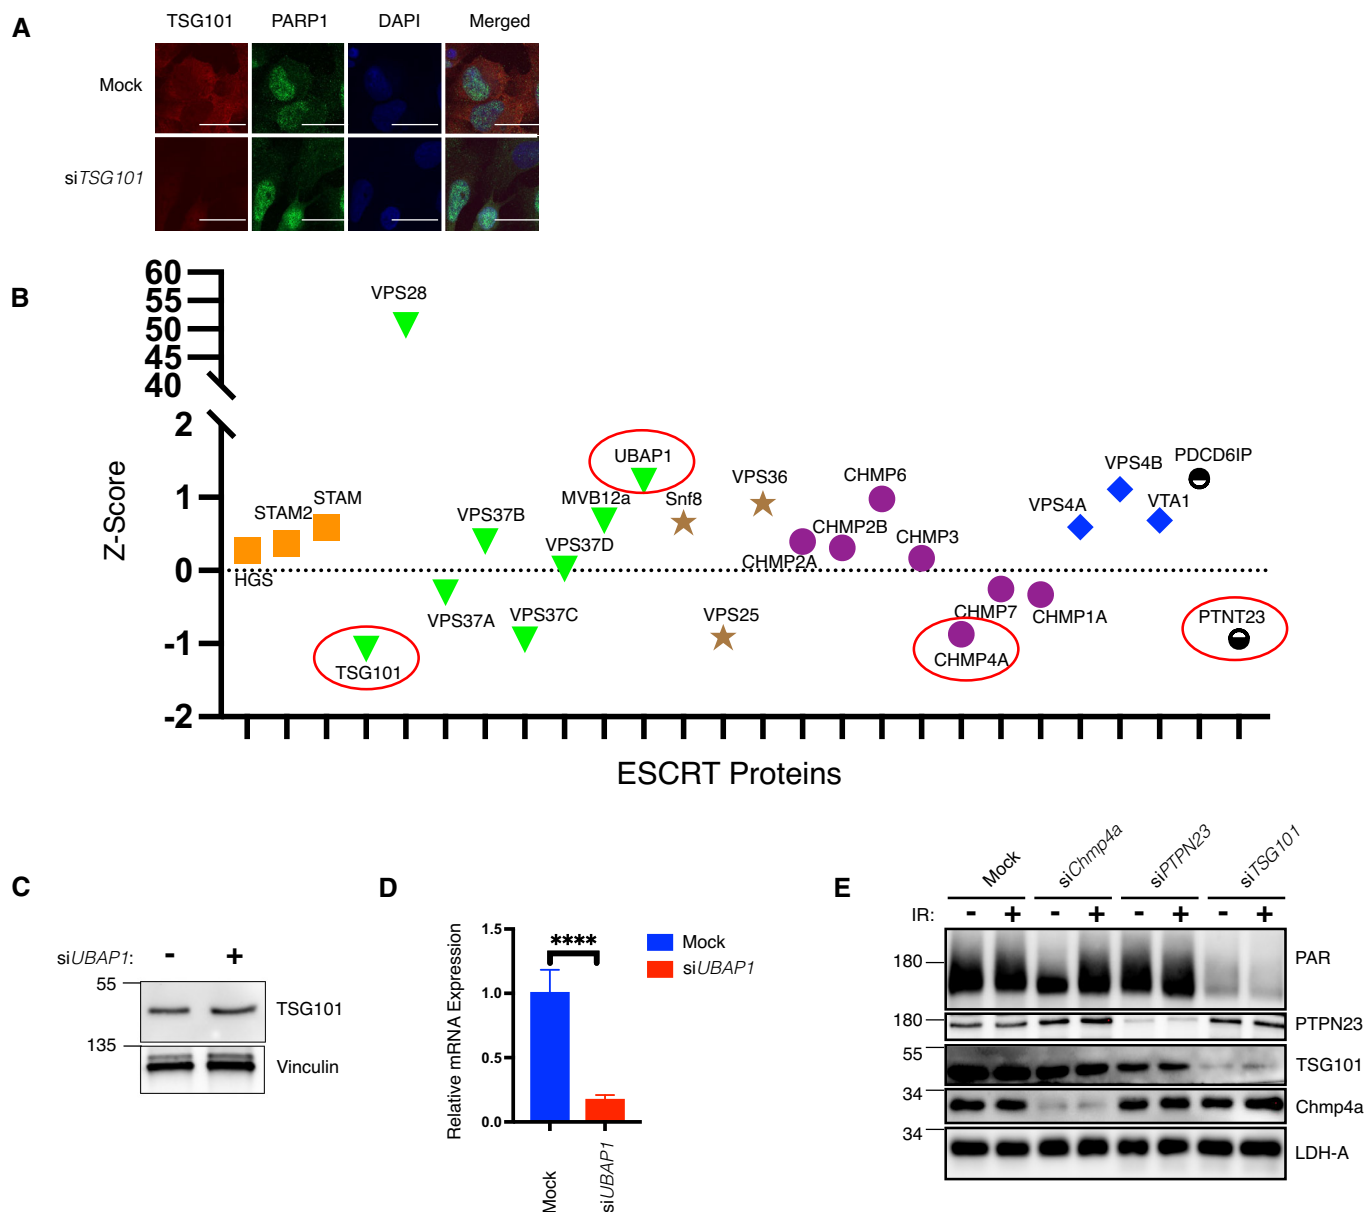 A
TSG101 PARP1 DAPI Merged
Mock
siTSG101
B
60
55
50
45
40
2
1
0
-1
-2
Z-Score
VPS28
UBAP1
PDCD6IP
VPS4B
CHMP6
VPS36
STAM
MVB12a
Snf8
VPS4A
VTA1
STAM2
VPS37B
CHMP2B
CHMP3
VPS37D
CHMP2A
HGS
VPS37A
VPS37C
VPS25
CHMP7
CHMP1A
PTNT23
CHMP4A
TSG101
ESCRT Proteins
C
siUBAP1: - +
55
TSG101
135
Vinculin
D
Relative mRNA Expression
1.5
1.0
0.5
0.0
****
Mock
siUBAP1
Mock
siUBAP1
E
Mock siChmp4a siPTPN23 siTSG101
IR: - + - + - + - +
180
PAR
180
PTPN23
55
TSG101
34
Chmp4a
34
LDH-A